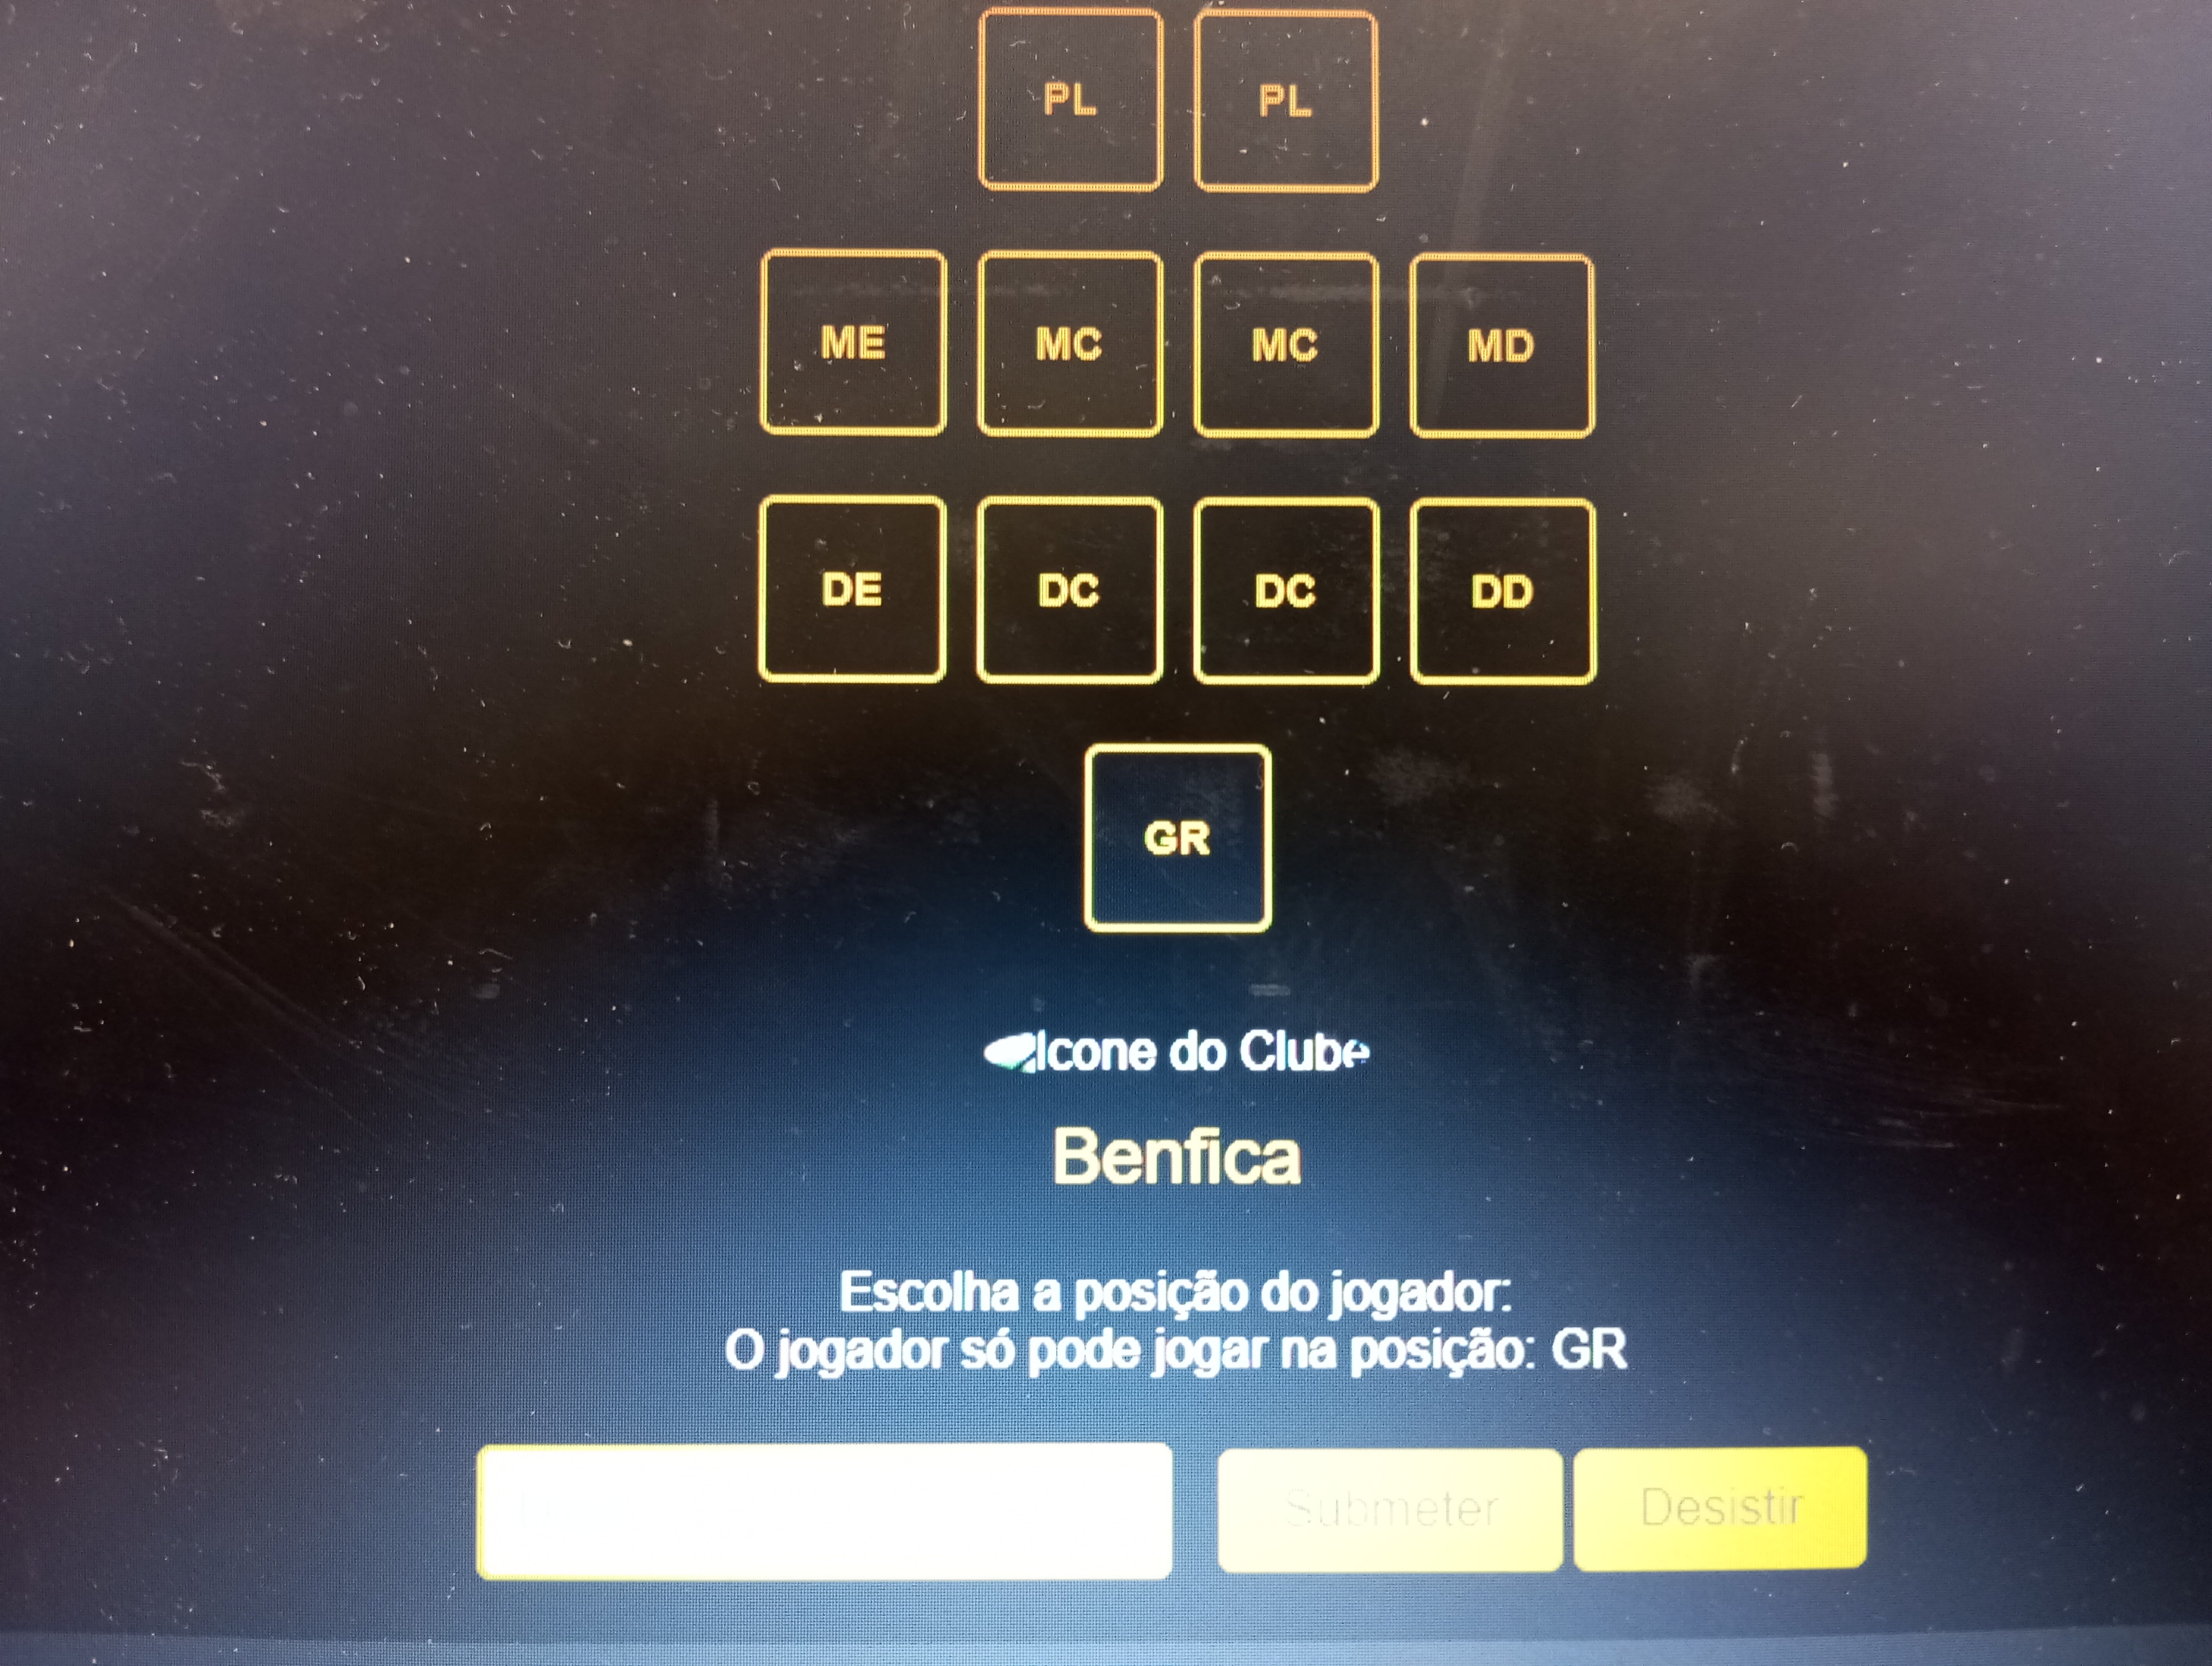 PL PL
ME MC MC MD
DE DC DC DD
GR
Icone do Clube
Benfica
Escolha a posição do jogador:
O jogador só pode jogar na posição: GR
Submeter Desistir